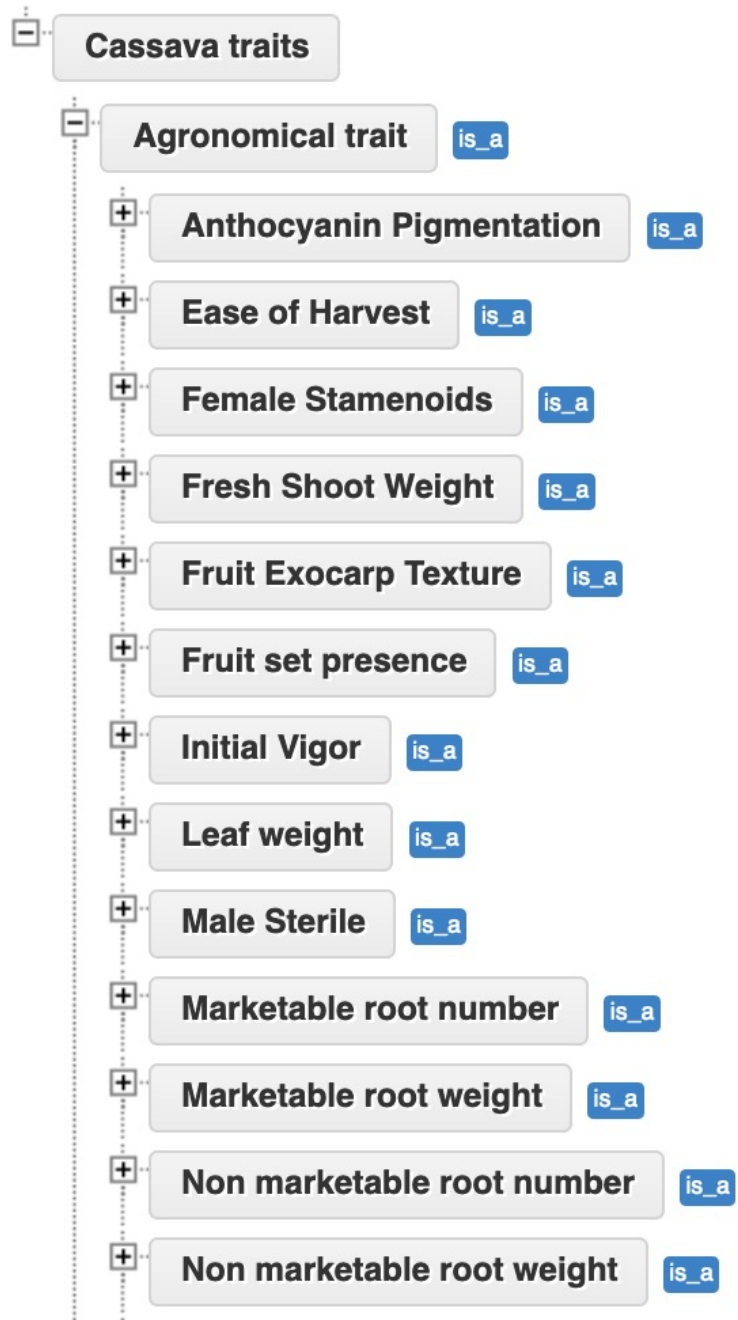 Cassava traits
Agronomical trait is_a
Anthocyanin Pigmentation is_a
Ease of Harvest is_a
Female Stamenoids is_a
Fresh Shoot Weight is_a
Fruit Exocarp Texture is_a
Fruit set presence is_a
Initial Vigor is_a
Leaf weight is_a
Male Sterile is_a
Marketable root number is_a
Marketable root weight is_a
Non marketable root number is_a
Non marketable root weight is_a